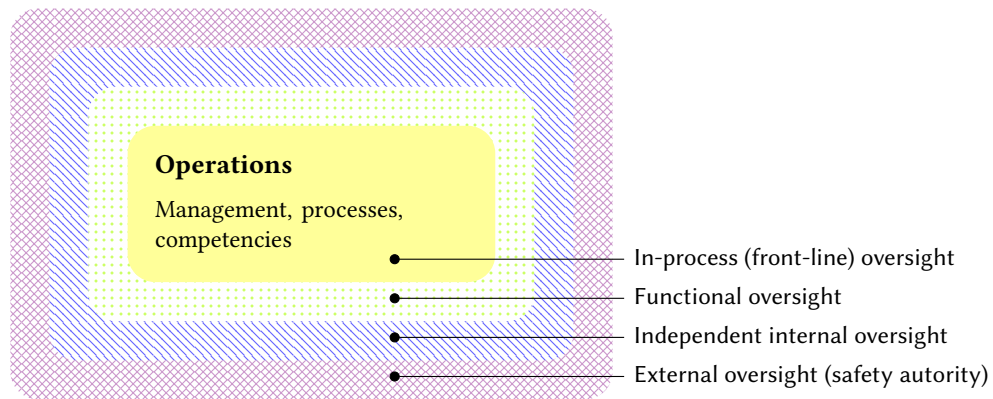 Operations
Management, processes,
competencies
In-process (front-line) oversight
Functional oversight
Independent internal oversight
External oversight (safety autority)